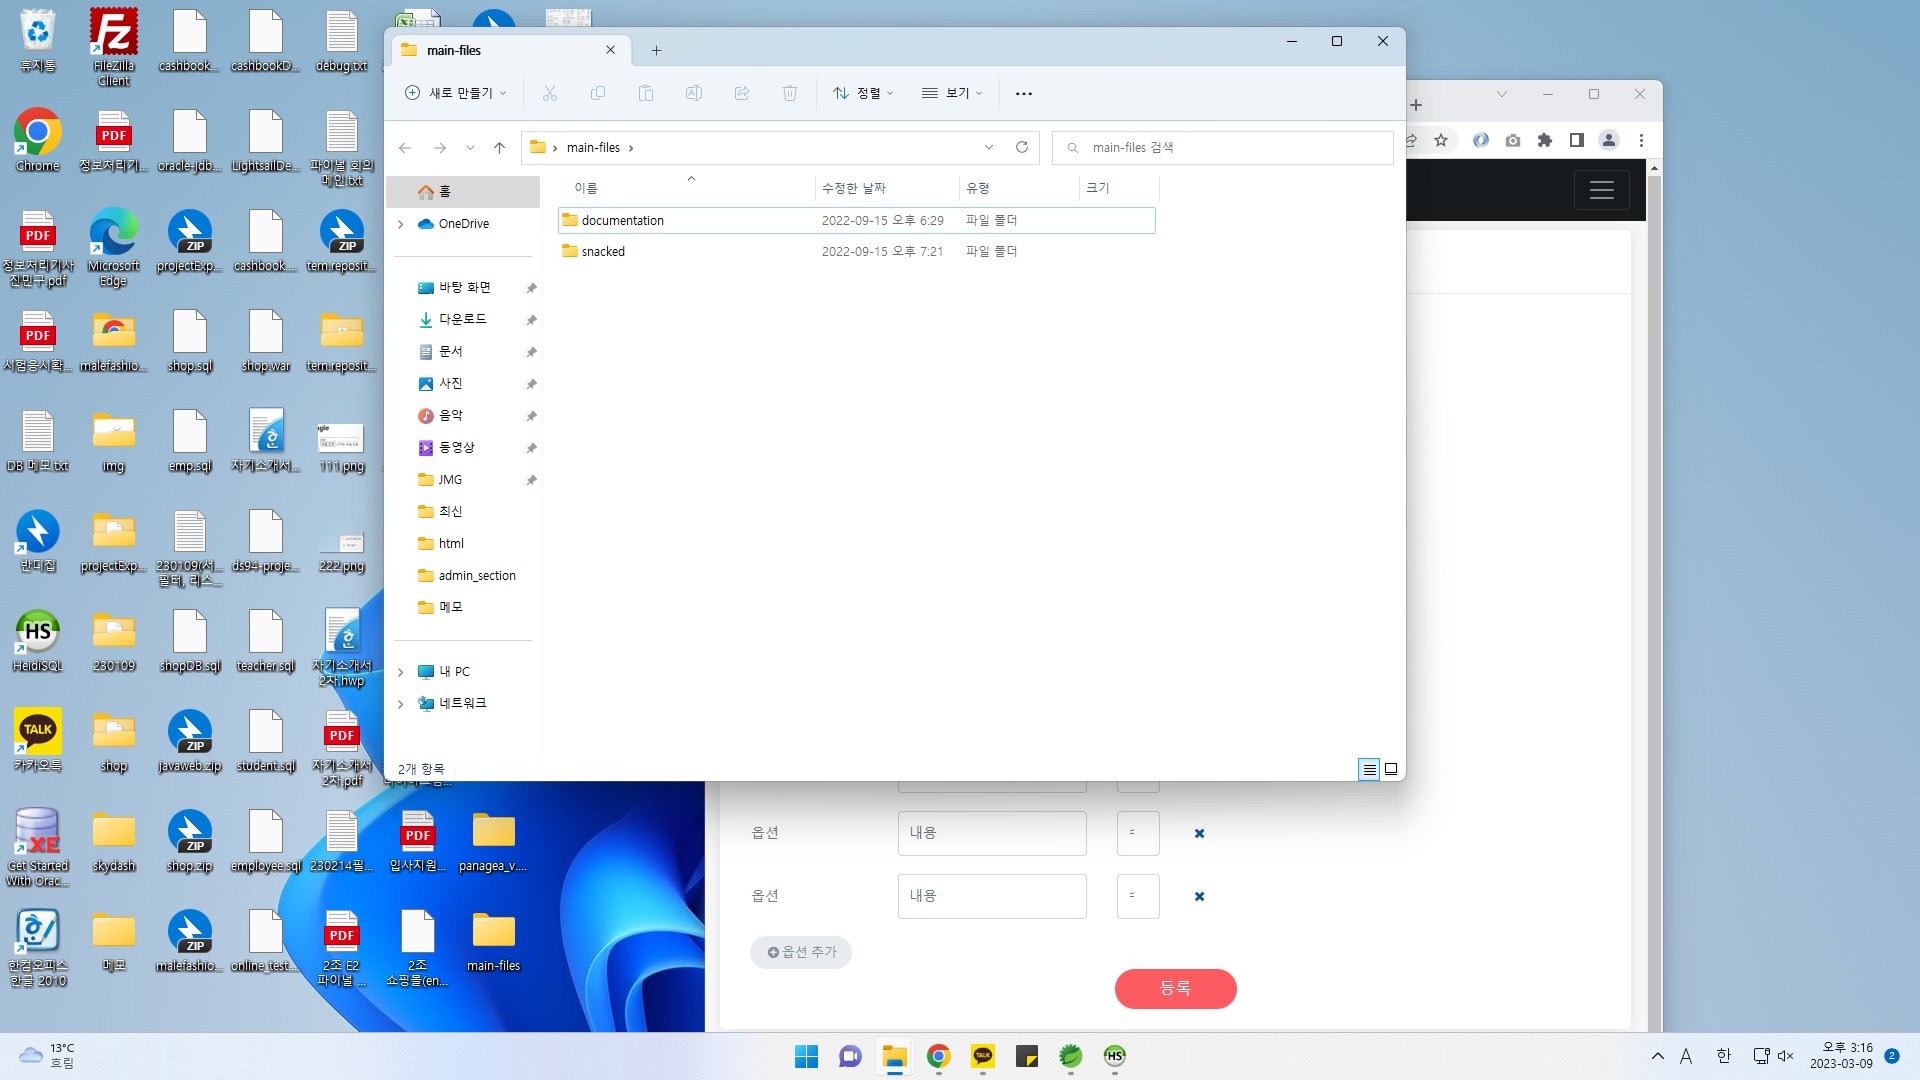 main-files
새로 만들기
정렬
보기
main-files
main-files 검색
이름
수정한 날짜
유형
크기
documentation
2022-09-15 오후 6:29
파일 폴더
snacked
2022-09-15 오후 7:21
파일 폴더
홈
OneDrive
바탕 화면
다운로드
문서
사진
음악
동영상
JMG
최신
html
admin_section
메모
내 PC
네트워크
2개 항목
휴지통
FileZilla
Client
cashbook...
cashbookD...
debug.txt
Chrome
정보처리기...
oracle-jdb...
LightsailDe...
파이널 회의
메인.txt
정보처리기사
진민구.pdf
Microsoft
Edge
projectExp...
cashbook....
tern.reposit...
시험응시확...
malefashio...
shop.sql
shop.war
tern.reposit...
DB 메모.txt
img
emp.sql
자기소개서...
111.png
반디집
projectExp...
230109(서...
필터, 리스...
ds94-proje...
222.png
HeidiSQL
230109
shopDB.sql
teacher.sql
자기소개서
2차.hwp
카카오톡
shop
javaweb.zip
student.sql
자기소개서
2차.pdf
Get Started
With Orac...
skydash
shop.zip
employee.sql
230214필...
입사지원...
panagea_v....
한컴오피스
한글 2010
메모
malefashio...
online_test....
2조 E2
파이널 ...
2조
쇼핑몰(en...
main-files
옵션
내용
옵션
내용
옵션 추가
등록
13°C
흐림
A
한
오후 3:16
2023-03-09
2